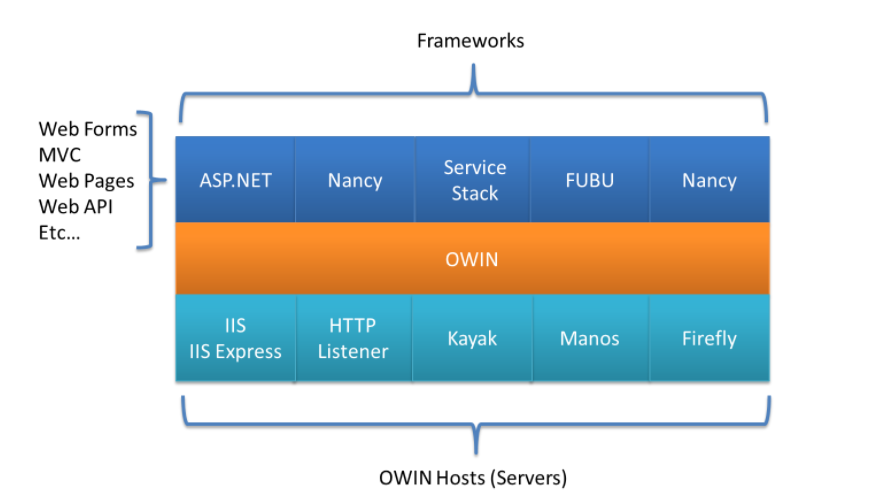 Frameworks
Web Forms
MVC
Web Pages
Web API
Etc...
ASP.NET
Nancy
Service
Stack
FUBU
Nancy
OWIN
IIS
IIS Express
HTTP
Listener
Kayak
Manos
Firefly
OWIN Hosts (Servers)